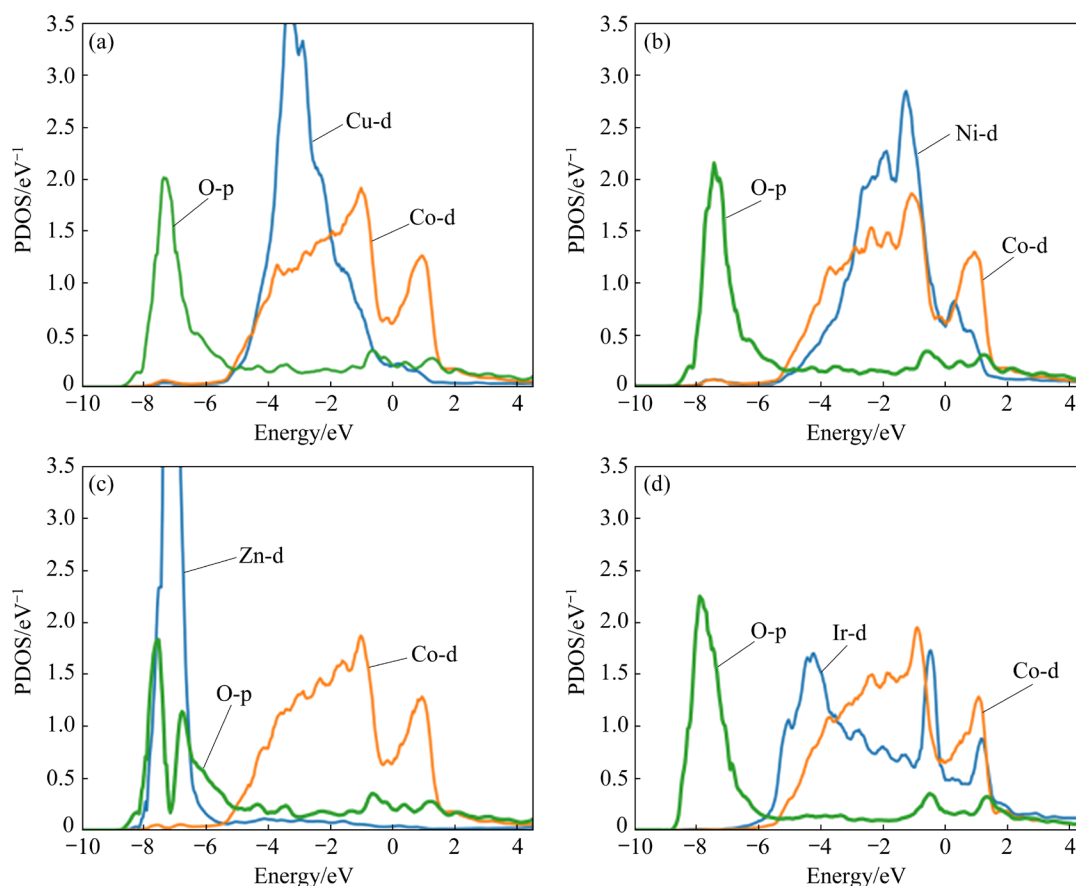 (a)
PDOS/eV⁻¹
3.5
3.0
2.5
2.0
1.5
1.0
0.5
0
Cu-d
O-p
Co-d
−10 −8 −6 −4 −2 0 2 4
Energy/eV
(b)
PDOS/eV⁻¹
3.5
3.0
2.5
2.0
1.5
1.0
0.5
0
Ni-d
O-p
Co-d
−10 −8 −6 −4 −2 0 2 4
Energy/eV
(c)
PDOS/eV⁻¹
3.5
3.0
2.5
2.0
1.5
1.0
0.5
0
Zn-d
O-p
Co-d
−10 −8 −6 −4 −2 0 2 4
Energy/eV
(d)
PDOS/eV⁻¹
3.5
3.0
2.5
2.0
1.5
1.0
0.5
0
O-p
Ir-d
Co-d
−10 −8 −6 −4 −2 0 2 4
Energy/eV